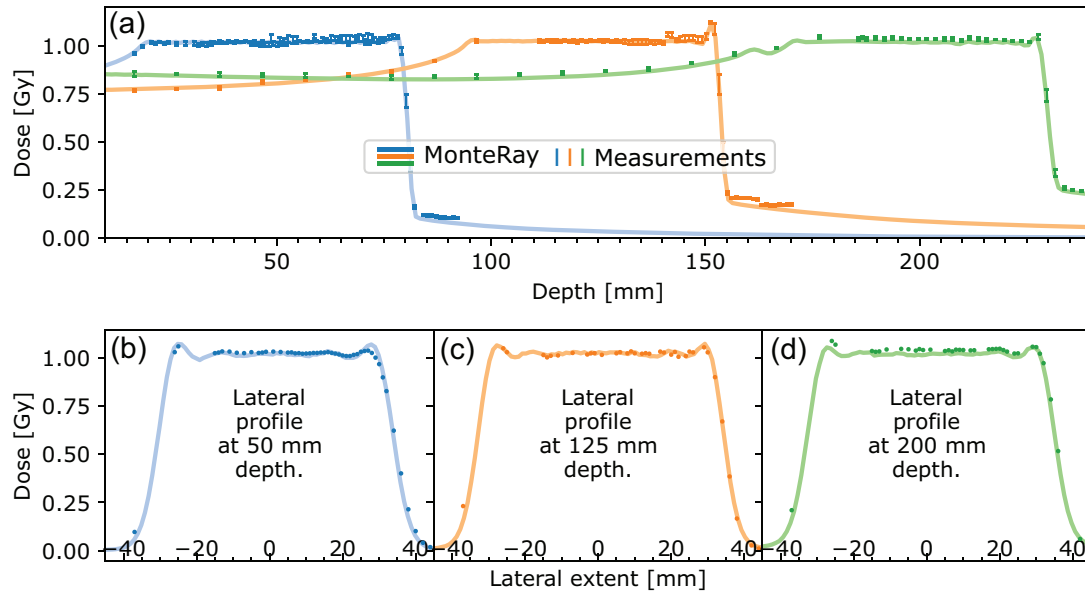 (a)
1.00
0.75
0.50
0.25
0.00
Dose [Gy]
MonteRay
Measurements
50
100
150
200
Depth [mm]
(b)
(c)
(d)
1.00
0.75
0.50
0.25
0.00
Dose [Gy]
Lateral
profile
at 50 mm
depth.
Lateral
profile
at 125 mm
depth.
Lateral
profile
at 200 mm
depth.
−40 −20 0 20 40
−40 −20 0 20 40
−40 −20 0 20 40
Lateral extent [mm]